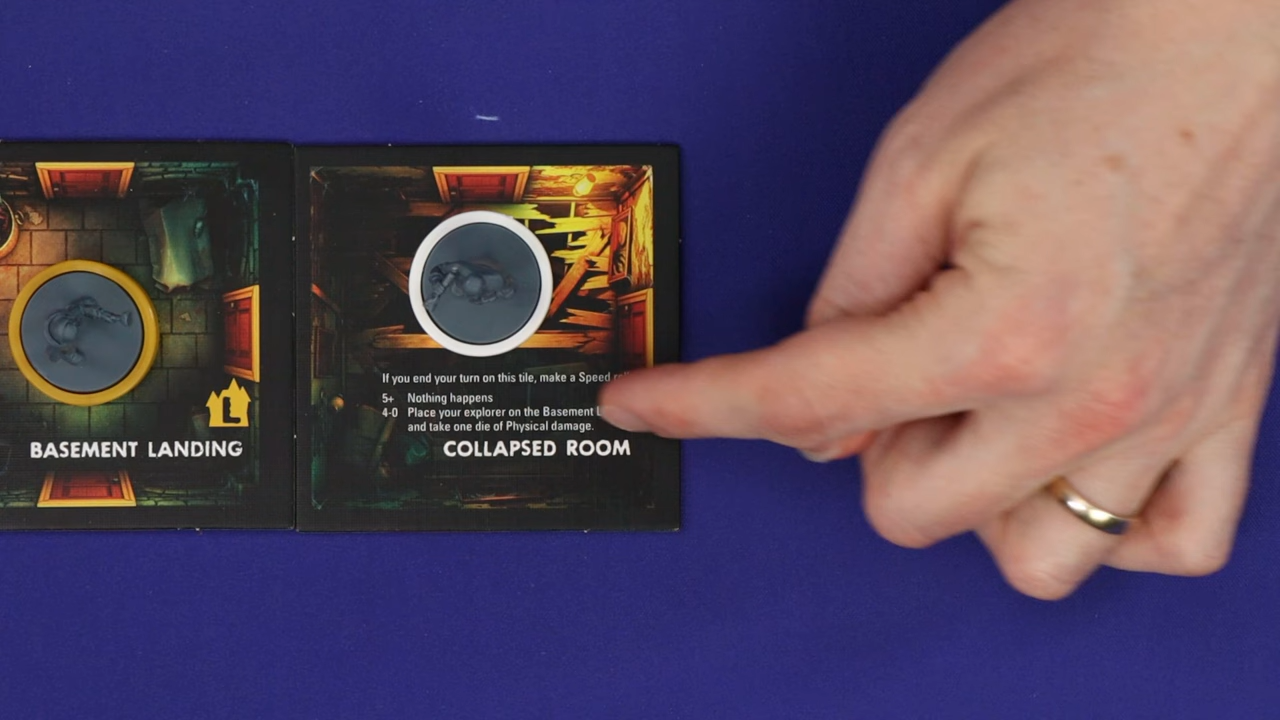 If you end your turn on this tile, make a Speed
5+ Nothing happens
4-0 Place your explorer on the Basement
and take one die of Physical damage.
BASEMENT LANDING
COLLAPSED ROOM
L